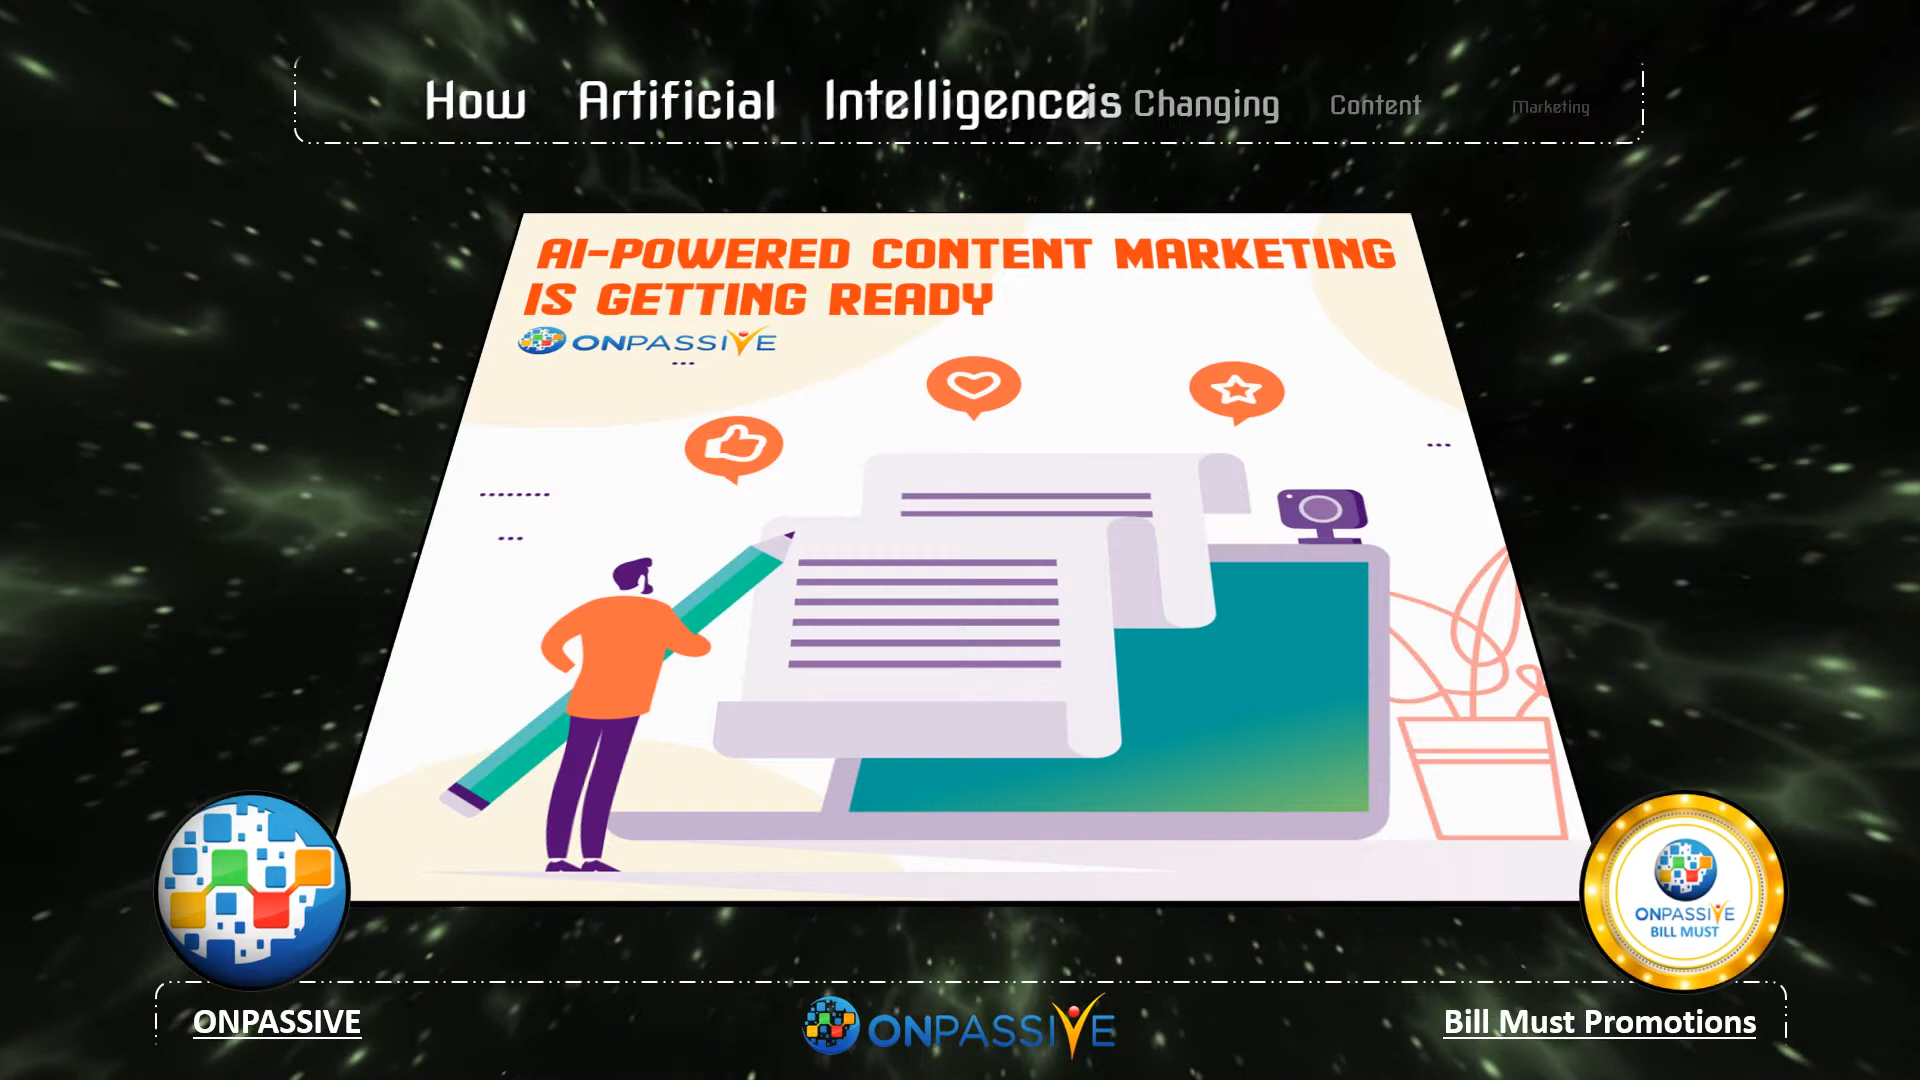 How Artificial Intelligence is Changing Content Marketing
AI-POWERED CONTENT MARKETING
IS GETTING READY
ONPASSIVE
ONPASSIVE
BILL MUST
ONPASSIVE
ONPASSIVE
Bill Must Promotions